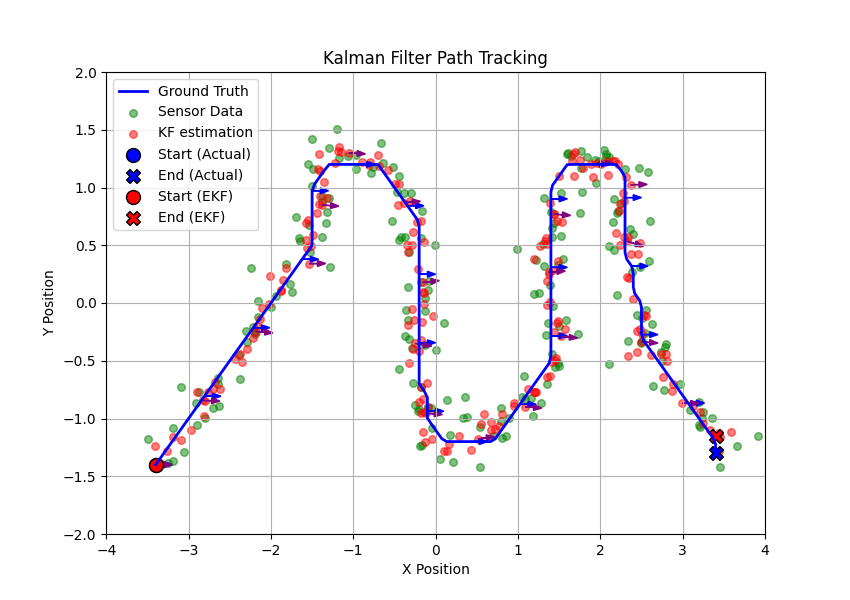 Kalman Filter Path Tracking
2.0
1.5
1.0
0.5
0.0
−0.5
−1.0
−1.5
−2.0
Y Position
Ground Truth
Sensor Data
KF estimation
Start (Actual)
End (Actual)
Start (EKF)
End (EKF)
−4 −3 −2 −1 0 1 2 3 4
X Position